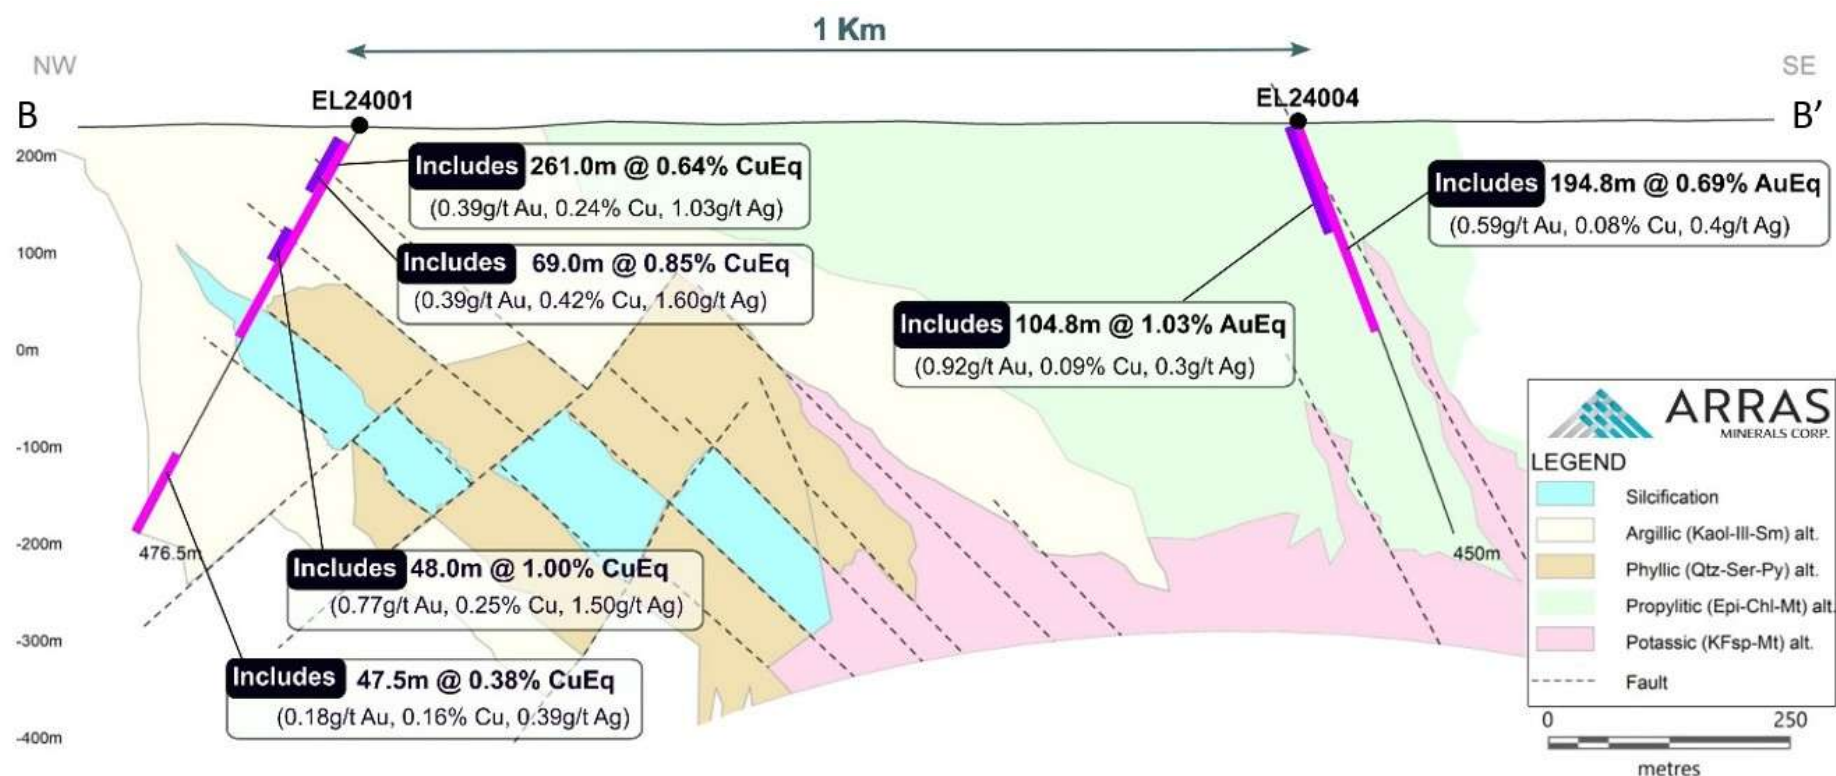 1 Km
NW
SE
B
EL24001
EL24004
B'
200m
100m
0m
-100m
-200m
-300m
-400m
Includes 261.0m @ 0.64% CuEq
(0.39g/t Au, 0.24% Cu, 1.03g/t Ag)
Includes 69.0m @ 0.85% CuEq
(0.39g/t Au, 0.42% Cu, 1.60g/t Ag)
Includes 194.8m @ 0.69% AuEq
(0.59g/t Au, 0.08% Cu, 0.4g/t Ag)
Includes 104.8m @ 1.03% AuEq
(0.92g/t Au, 0.09% Cu, 0.3g/t Ag)
476.5m
450m
Includes 48.0m @ 1.00% CuEq
(0.77g/t Au, 0.25% Cu, 1.50g/t Ag)
Includes 47.5m @ 0.38% CuEq
(0.18g/t Au, 0.16% Cu, 0.39g/t Ag)
ARRAS
MINERALS CORP.
LEGEND
Silcification
Argillic (Kaol-Ill-Sm) alt.
Phyllic (Qtz-Ser-Py) alt.
Propylitic (Epi-Chl-Mt) alt.
Potassic (KFsp-Mt) alt.
Fault
0 250
metres